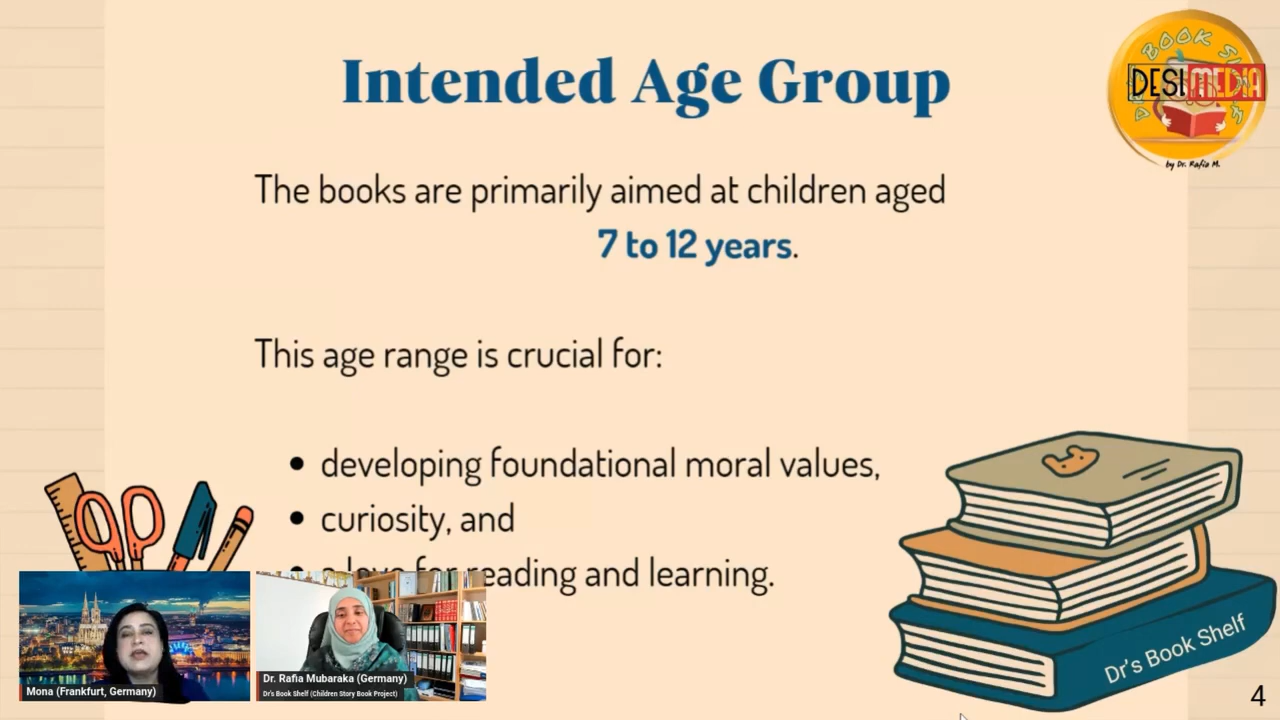 Intended Age Group
DESI MEDIA
by Dr. Rafia M.
The books are primarily aimed at children aged
7 to 12 years.
This age range is crucial for:
• developing foundational moral values,
• curiosity, and
• a love for reading and learning.
Dr's Book Shelf
Mona (Frankfurt, Germany)
Dr. Rafia Mubaraka (Germany)
Dr's Book Shelf (Children Story Book Project)
4